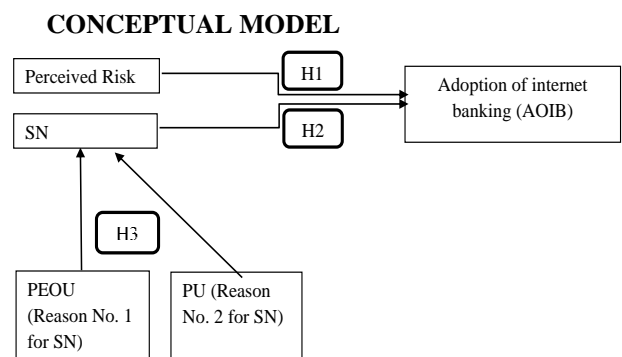 CONCEPTUAL MODEL
Perceived Risk
H1
Adoption of internet
banking (AOIB)
SN
H2
H3
PEOU
(Reason No. 1
for SN)
PU (Reason
No. 2 for SN)